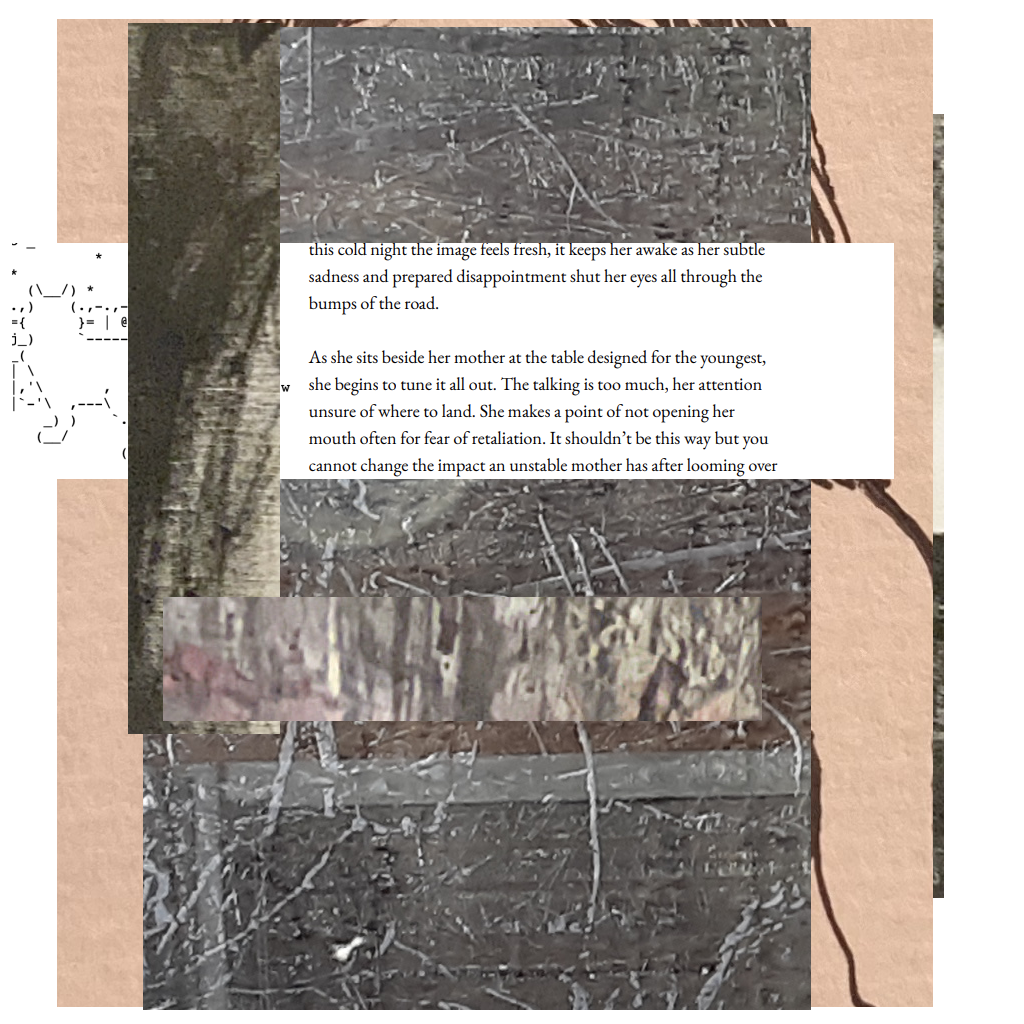 this cold night the image feels fresh, it keeps her awake as her subtle
sadness and prepared disappointment shut her eyes all through the
bumps of the road.
As she sits beside her mother at the table designed for the youngest,
she begins to tune it all out. The talking is too much, her attention
w
unsure of where to land. She makes a point of not opening her
mouth often for fear of retaliation. It shouldn’t be this way but you
cannot change the impact an unstable mother has after looming over